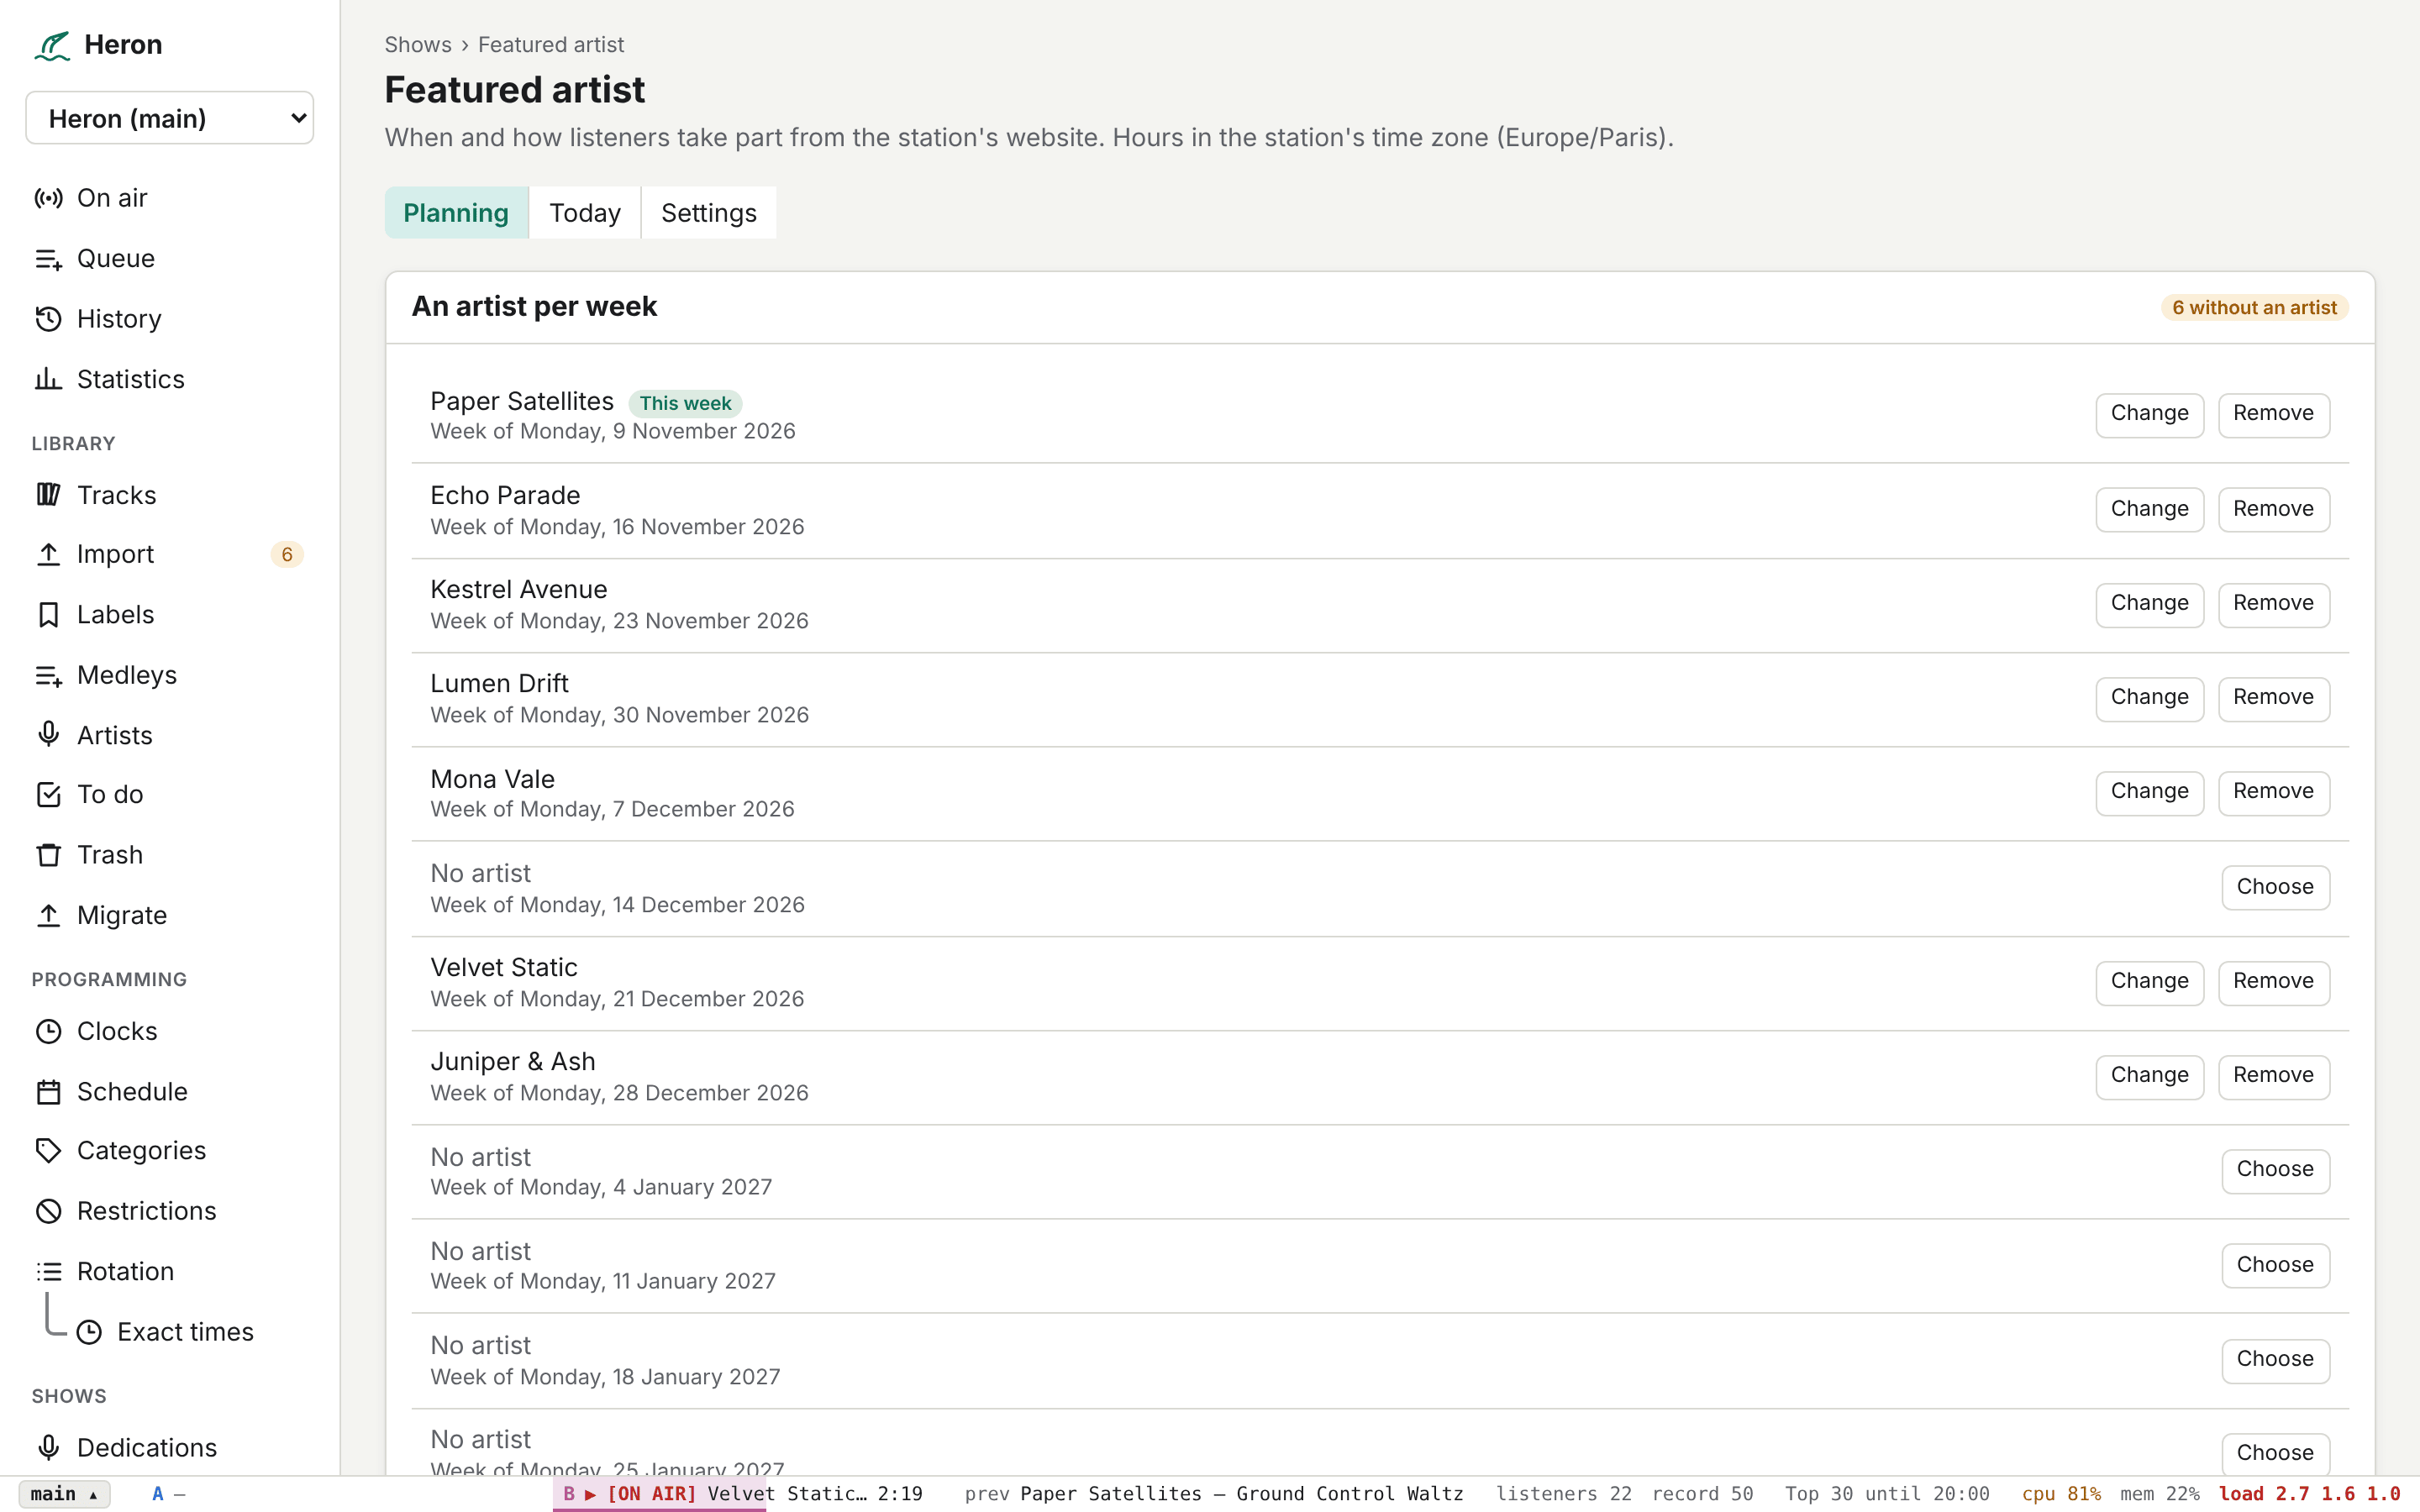 Heron
Heron (main)
On air
Queue
History
Statistics
LIBRARY
Tracks
Import 6
Labels
Medleys
Artists
To do
Trash
Migrate
PROGRAMMING
Clocks
Schedule
Categories
Restrictions
Rotation
Exact times
SHOWS
Dedications
Shows › Featured artist
Featured artist
When and how listeners take part from the station's website. Hours in the station's time zone (Europe/Paris).
Planning Today Settings
An artist per week 6 without an artist
Paper Satellites This week
Week of Monday, 9 November 2026
Change Remove
Echo Parade
Week of Monday, 16 November 2026
Change Remove
Kestrel Avenue
Week of Monday, 23 November 2026
Change Remove
Lumen Drift
Week of Monday, 30 November 2026
Change Remove
Mona Vale
Week of Monday, 7 December 2026
Change Remove
No artist
Week of Monday, 14 December 2026
Choose
Velvet Static
Week of Monday, 21 December 2026
Change Remove
Juniper & Ash
Week of Monday, 28 December 2026
Change Remove
No artist
Week of Monday, 4 January 2027
Choose
No artist
Week of Monday, 11 January 2027
Choose
No artist
Week of Monday, 18 January 2027
Choose
No artist
Week of Monday, 25 January 2027
Choose
main ▴ A — B ▶ [ON AIR] Velvet Static… 2:19 prev Paper Satellites — Ground Control Waltz listeners 22 record 50 Top 30 until 20:00 cpu 81% mem 22% load 2.7 1.6 1.0